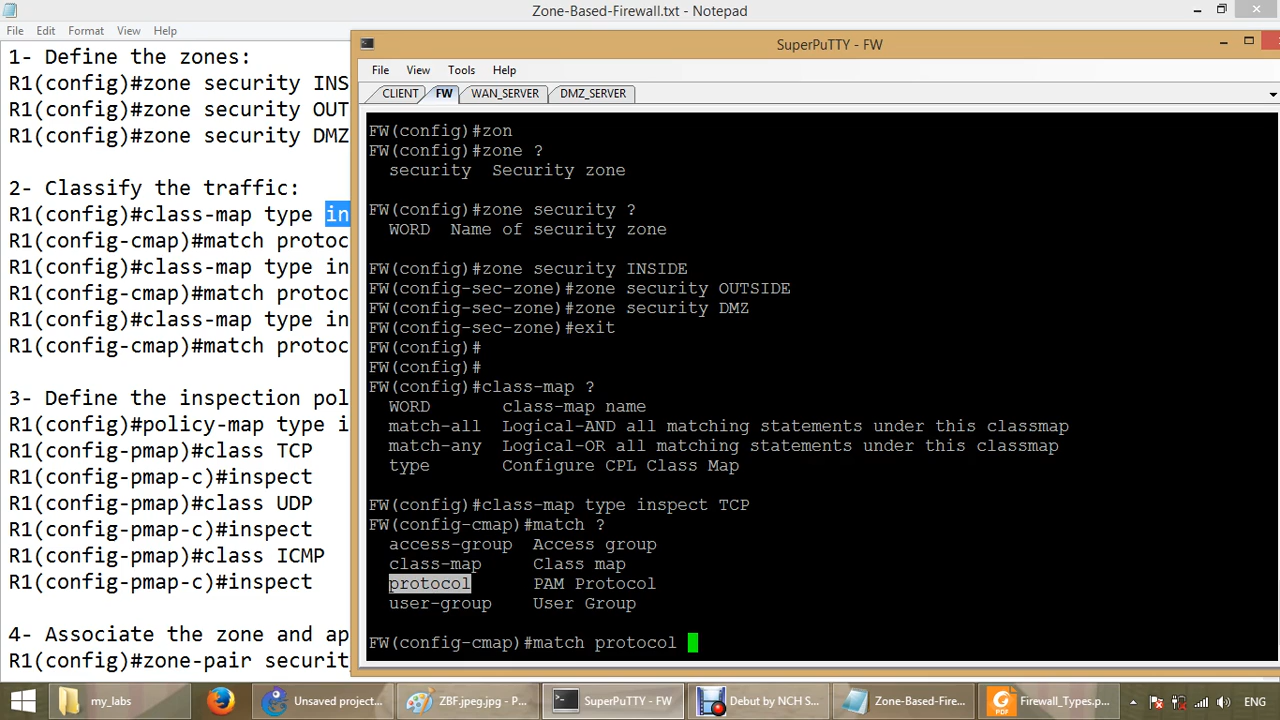 Zone-Based-Firewall.txt - Notepad
File Edit Format View Help
1- Define the zones:
R1(config)#zone security INS
R1(config)#zone security OUT
R1(config)#zone security DMZ
2- Classify the traffic:
R1(config)#class-map type in
R1(config-cmap)#match protoc
R1(config)#class-map type in
R1(config-cmap)#match protoc
R1(config)#class-map type in
R1(config-cmap)#match protoc
3- Define the inspection pol
R1(config)#policy-map type i
R1(config-pmap)#class TCP
R1(config-pmap-c)#inspect
R1(config-pmap)#class UDP
R1(config-pmap-c)#inspect
R1(config-pmap)#class ICMP
R1(config-pmap-c)#inspect
4- Associate the zone and ap
R1(config)#zone-pair securit
SuperPuTTY - FW
File View Tools Help
CLIENT FW WAN_SERVER DMZ_SERVER
FW(config)#zon
FW(config)#zone ?
security Security zone
FW(config)#zone security ?
WORD Name of security zone
FW(config)#zone security INSIDE
FW(config-sec-zone)#zone security OUTSIDE
FW(config-sec-zone)#zone security DMZ
FW(config-sec-zone)#exit
FW(config)#
FW(config)#
FW(config)#class-map ?
WORD class-map name
match-all Logical-AND all matching statements under this classmap
match-any Logical-OR all matching statements under this classmap
type Configure CPL Class Map
FW(config)#class-map type inspect TCP
FW(config-cmap)#match ?
access-group Access group
class-map Class map
protocol PAM Protocol
user-group User Group
FW(config-cmap)#match protocol
my_labs Unsaved project... ZBF.jpeg.jpg - P... SuperPuTTY - FW Debut by NCH S... Zone-Based-Fire... Firewall_Types.p... ENG